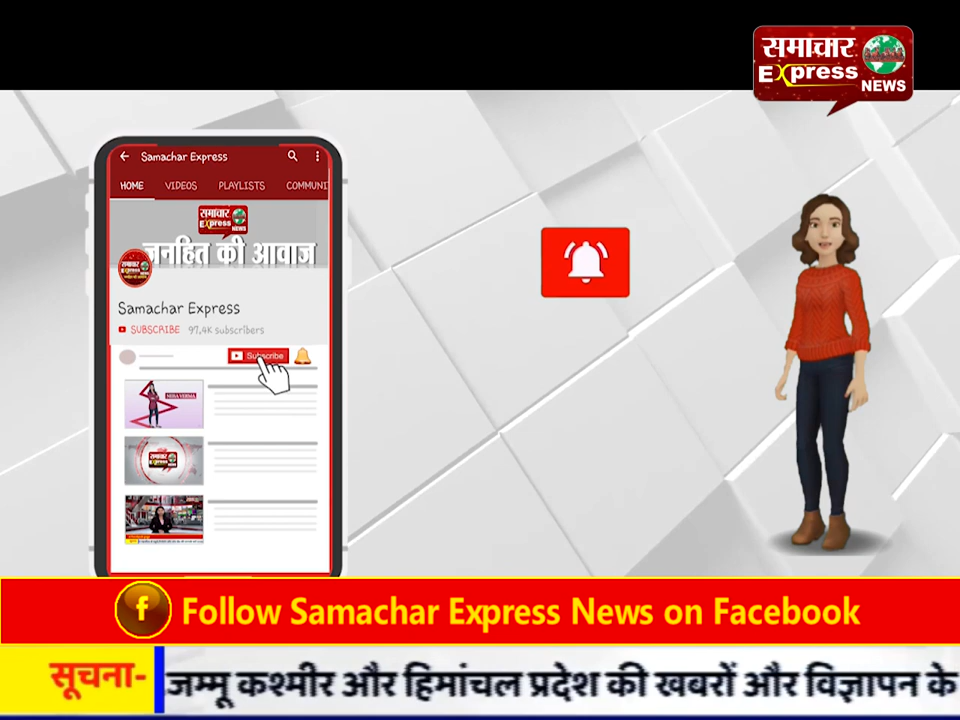 समाचार
Express
NEWS
Samachar Express
HOME VIDEOS PLAYLISTS COMMUNI
समाचार
Express
NEWS
जनहित की आवाज
Samachar Express
SUBSCRIBE 97.4K subscribers
Subscribe
f Follow Samachar Express News on Facebook
सूचना- जम्मू कश्मीर और हिमांचल प्रदेश की खबरों और विज्ञापन के